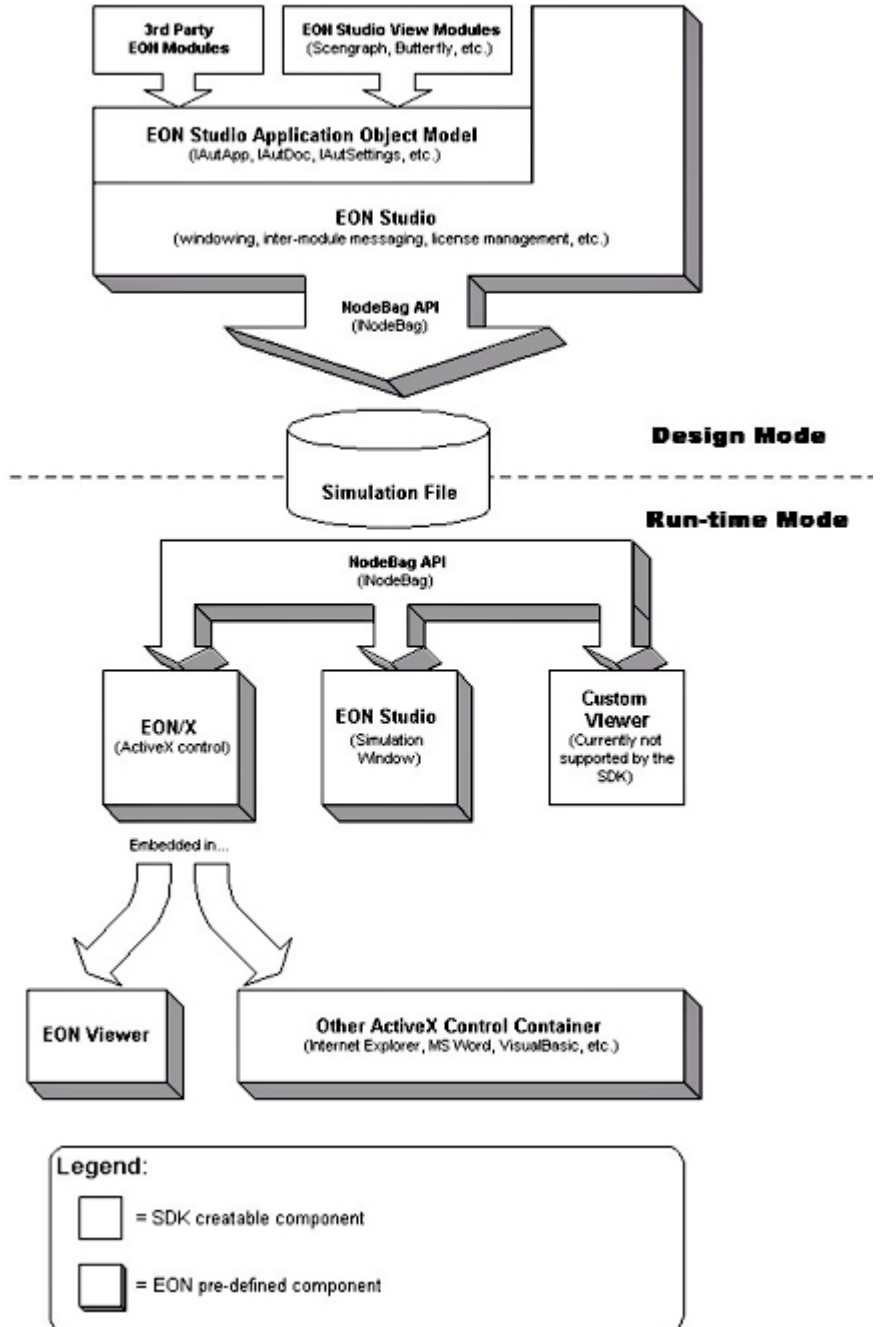 3rd Party
EON Modules
EON Studio View Modules
(Scengraph, Butterfly, etc.)
EON Studio Application Object Model
(IAutApp, IAutDoc, IAutSettings, etc.)
EON Studio
(windowing, inter-module messaging, license management, etc.)
NodeBag API
(INodeBag)
Design Mode
Simulation File
Run-time Mode
NodeBag API
(INodeBag)
EON/X
(ActiveX control)
EON Studio
(Simulation
Window)
Custom
Viewer
(Currently not
supported by the
SDK)
Embedded in...
EON Viewer
Other ActiveX Control Container
(Internet Explorer, MS Word, VisualBasic, etc.)
Legend:
= SDK creatable component
= EON pre-defined component